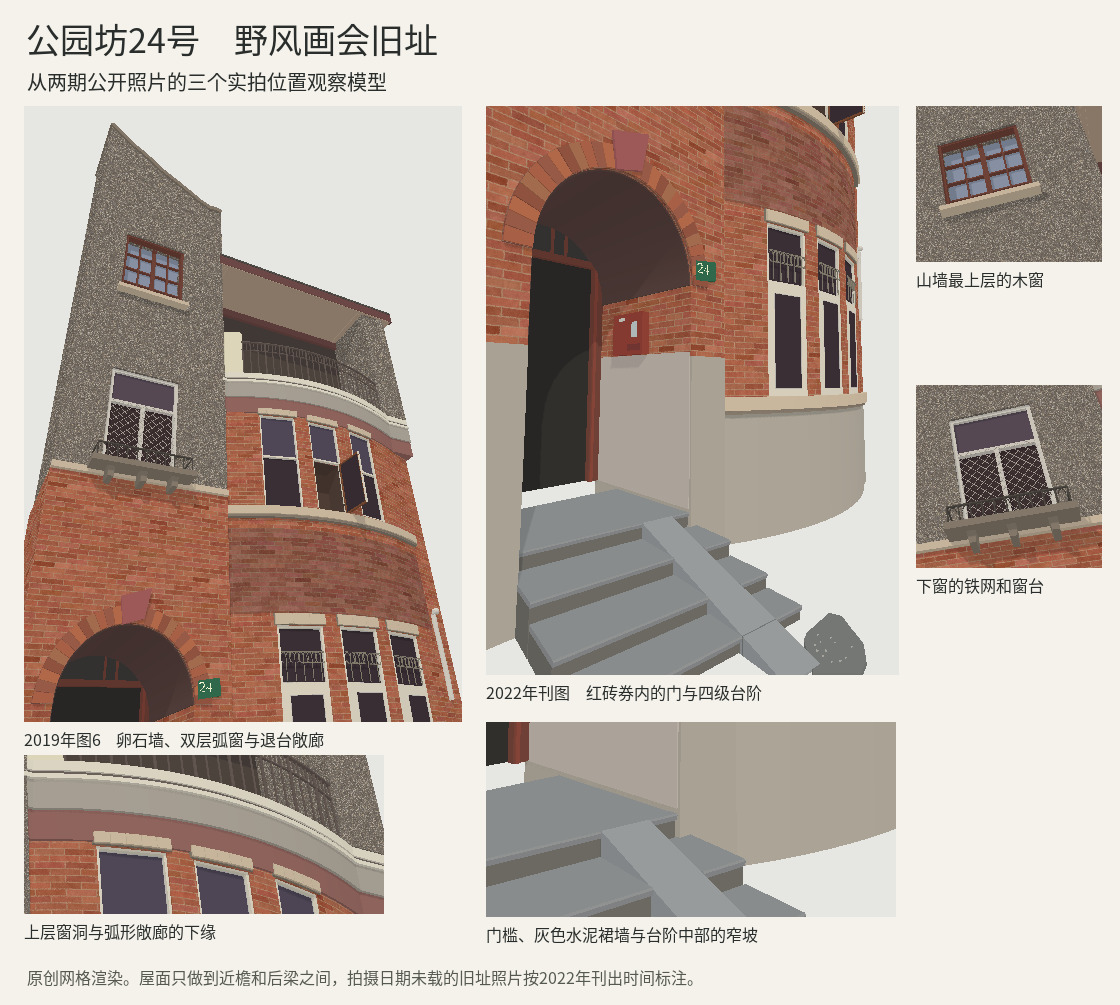 公园坊24号　野风画会旧址
从两期公开照片的三个实拍位置观察模型
24
24
山墙最上层的木窗
下窗的铁网和窗台
2022年刊图　红砖券内的门与四级台阶
2019年图6　卵石墙、双层弧窗与退台敞廊
上层窗洞与弧形敞廊的下缘
门槛、灰色水泥裙墙与台阶中部的窄坡
原创网格渲染。屋面只做到近檐和后梁之间，拍摄日期未载的旧址照片按2022年刊出时间标注。